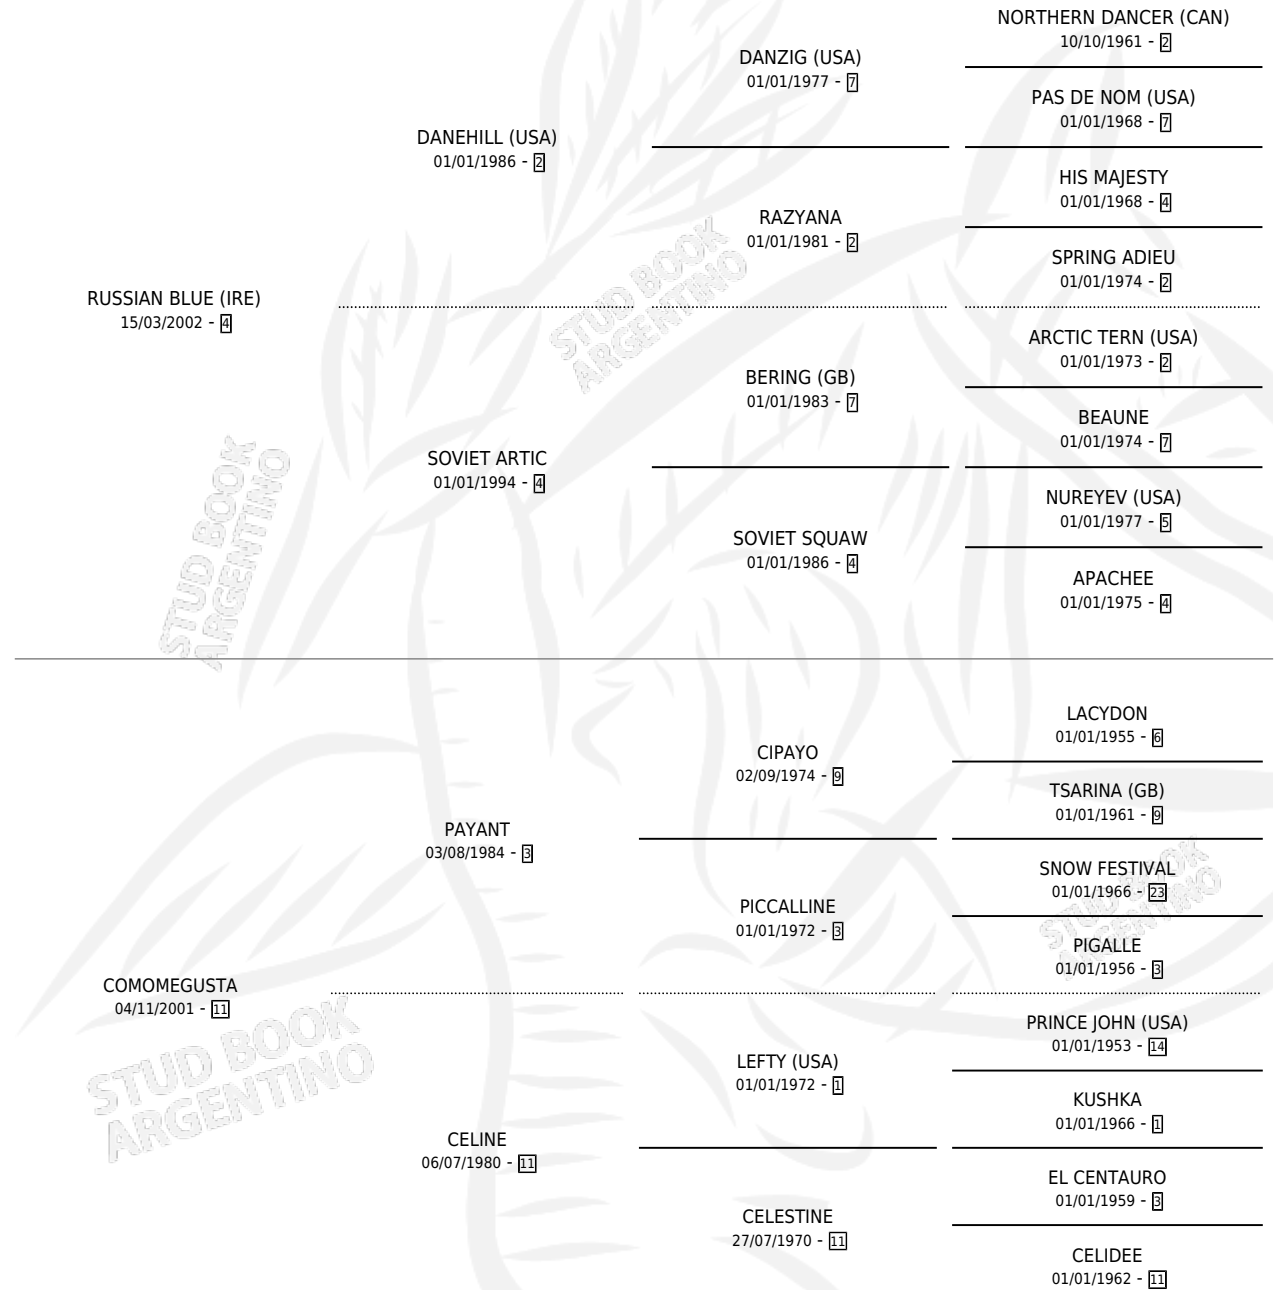 NORTHERN DANCER (CAN)
10/10/1961 - 2
DANZIG (USA)
01/01/1977 - 7
PAS DE NOM (USA)
01/01/1968 - 7
DANEHILL (USA)
01/01/1986 - 2
HIS MAJESTY
01/01/1968 - 4
RAZYANA
01/01/1981 - 2
SPRING ADIEU
01/01/1974 - 2
RUSSIAN BLUE (IRE)
15/03/2002 - 4
ARCTIC TERN (USA)
01/01/1973 - 2
BERING (GB)
01/01/1983 - 7
BEAUNE
01/01/1974 - 7
SOVIET ARTIC
01/01/1994 - 4
NUREYEV (USA)
01/01/1977 - 5
SOVIET SQUAW
01/01/1986 - 4
APACHEE
01/01/1975 - 4
LACYDON
01/01/1955 - 6
CIPAYO
02/09/1974 - 9
TSARINA (GB)
01/01/1961 - 9
PAYANT
03/08/1984 - 3
SNOW FESTIVAL
01/01/1966 - 23
PICCALLINE
01/01/1972 - 3
PIGALLE
01/01/1956 - 3
COMOMEGUSTA
04/11/2001 - 11
PRINCE JOHN (USA)
01/01/1953 - 14
LEFTY (USA)
01/01/1972 - 1
KUSHKA
01/01/1966 - 1
CELINE
06/07/1980 - 11
EL CENTAURO
01/01/1959 - 3
CELESTINE
27/07/1970 - 11
CELIDEE
01/01/1962 - 11
STUD BOOK
ARGENTINO
STUD BOOK
ARGENTINO
STUD BOOK
ARGENTINO
STUD BOOK
ARGENTINO